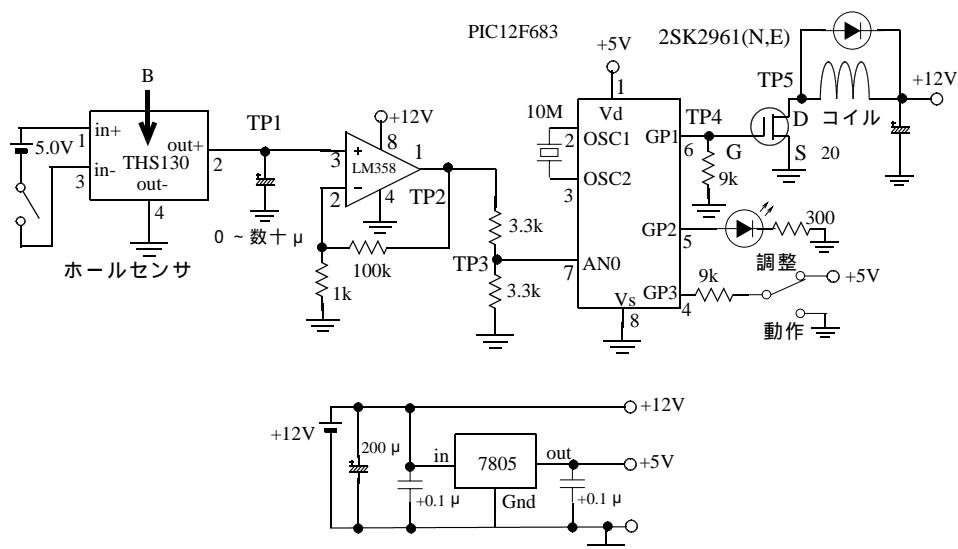 PIC12F683
2SK2961(N,E)
+5V
TP5
+12V
B
+12V
1
10M
Vd
コイル
TP1
TP4
D
in+
out+
8
1
2
OSC1
GP1
1
5.0V
THS130
2
3
+
LM358
6
G
S
20
in-
3
out-
2
−
4
TP2
OSC2
3
9k
4
3.3k
GP2
300
0 ~ 数十 μ
5
ホールセンサ
100k
TP3
7
AN0
調整
1k
3.3k
9k
+5V
GP3
Vs
4
8
動作
+12V
+12V
200 μ
in
7805
out
+5V
+0.1 μ
Gnd
+0.1 μ